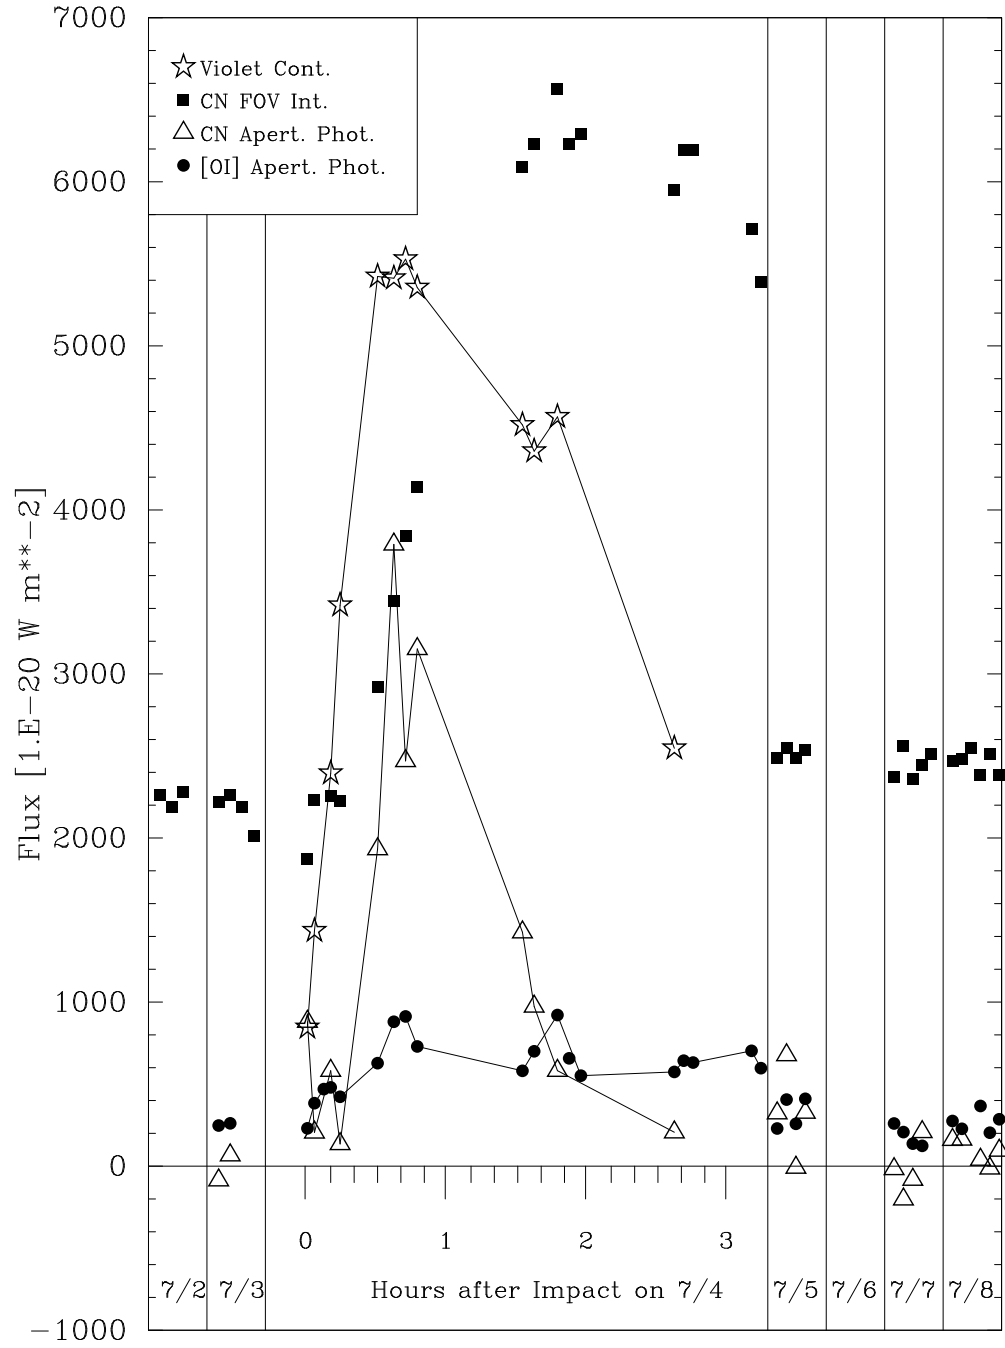 7000
6000
5000
4000
3000
2000
1000
0
−1000
Flux [1.E−20 W m**−2]
Violet Cont.
CN FOV Int.
CN Apert. Phot.
[OI] Apert. Phot.
0 1 2 3
7/2 7/3 Hours after Impact on 7/4 7/5 7/6 7/7 7/8